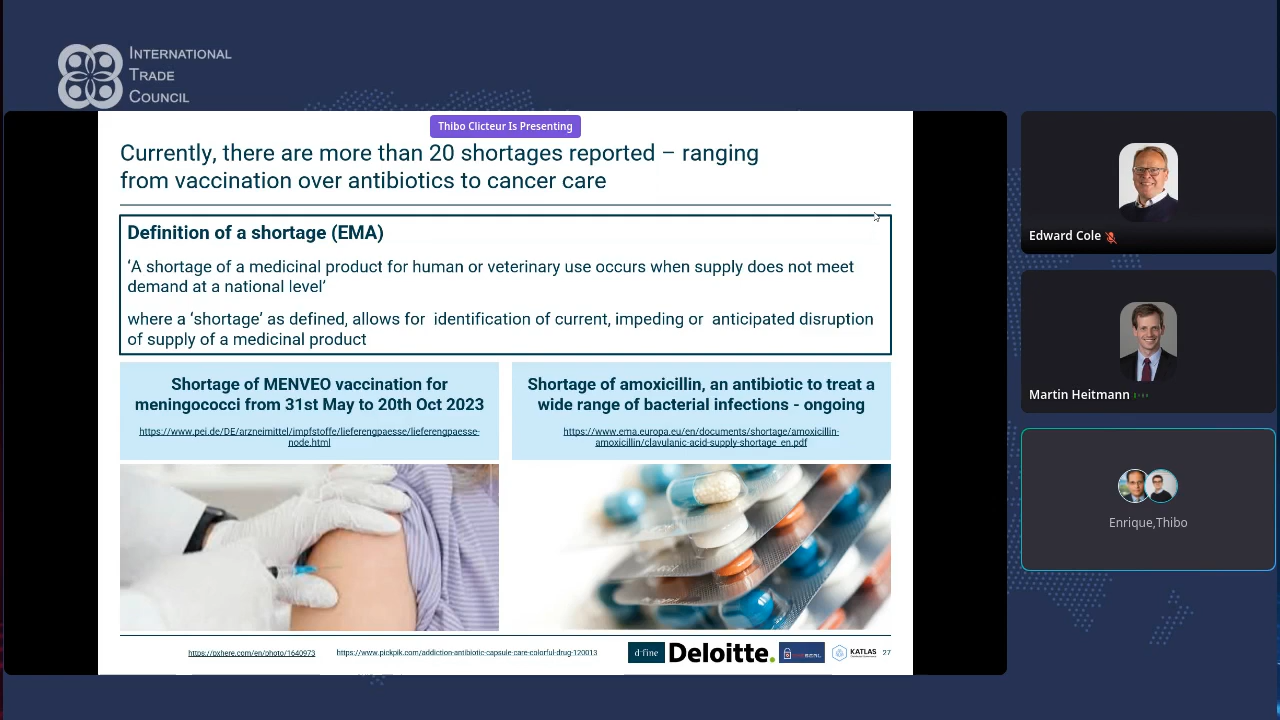 INTERNATIONAL
TRADE
COUNCIL
Thibo Clicteur Is Presenting
Currently, there are more than 20 shortages reported – ranging
from vaccination over antibiotics to cancer care
Definition of a shortage (EMA)
‘A shortage of a medicinal product for human or veterinary use occurs when supply does not meet
demand at a national level’
where a ‘shortage’ as defined, allows for identification of current, impeding or anticipated disruption
of supply of a medicinal product
Shortage of MENVEO vaccination for
meningococci from 31st May to 20th Oct 2023
https://www.pei.de/DE/arzneimittel/impfstoffe/lieferengpaesse/lieferengpaesse-
node.html
Shortage of amoxicillin, an antibiotic to treat a
wide range of bacterial infections - ongoing
https://www.ema.europa.eu/en/documents/shortage/amoxicillin-
amoxicillin/clavulanic-acid-supply-shortage_en.pdf
https://pxhere.com/en/photo/1640973
https://www.pickpik.com/addiction-antibiotic-capsule-care-colorful-drug-120013
d-fine
Deloitte.
KATLAS
27
Edward Cole
Martin Heitmann
Enrique,Thibo